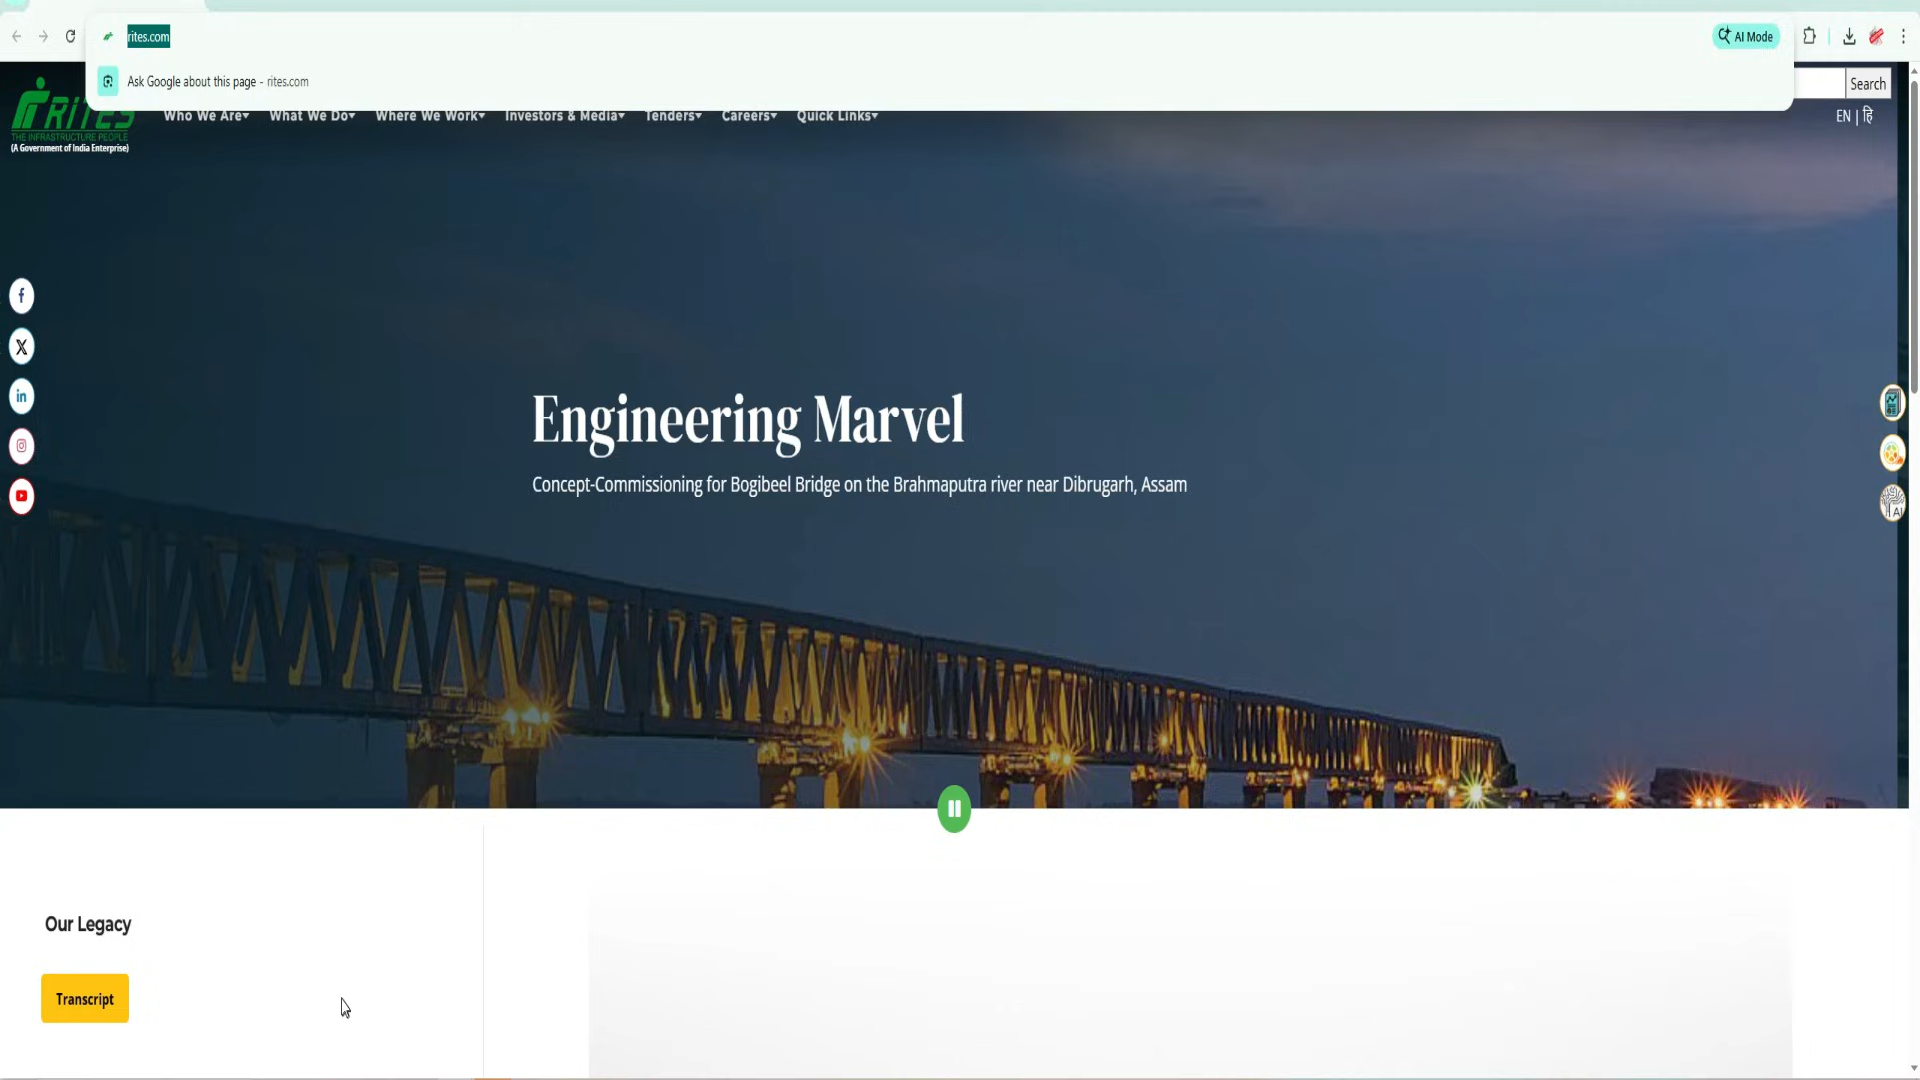 rites.com
AI Mode
Ask Google about this page - rites.com
Search
RITES
THE INFRASTRUCTURE PEOPLE
(A Government of India Enterprise)
Who We Are
What We Do
Where We Work
Investors & Media
Tenders
Careers
Quick Links
EN | हि
Engineering Marvel
Concept-Commissioning for Bogibeel Bridge on the Brahmaputra river near Dibrugarh, Assam
AI
Our Legacy
Transcript